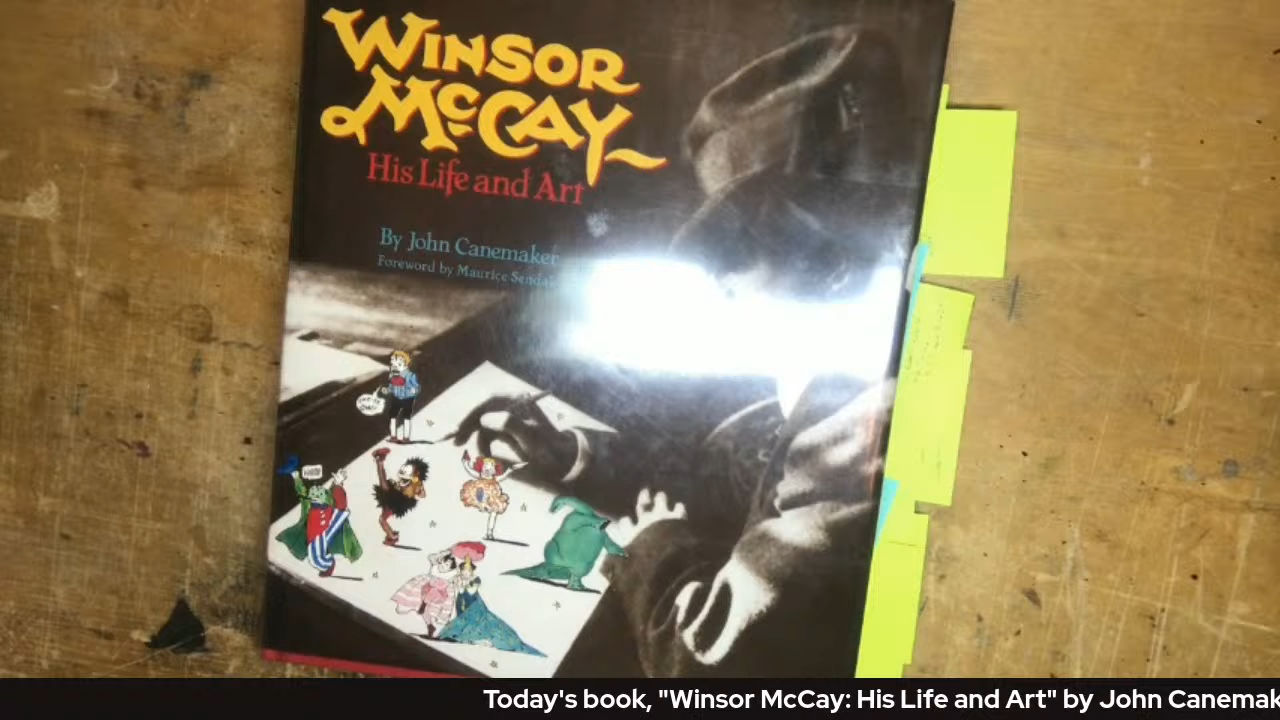 WINSOR
McCAY
His Life and Art
By John Canemaker
Foreword by Maurice Sendak
Today's book, "Winsor McCay: His Life and Art" by John Canemak